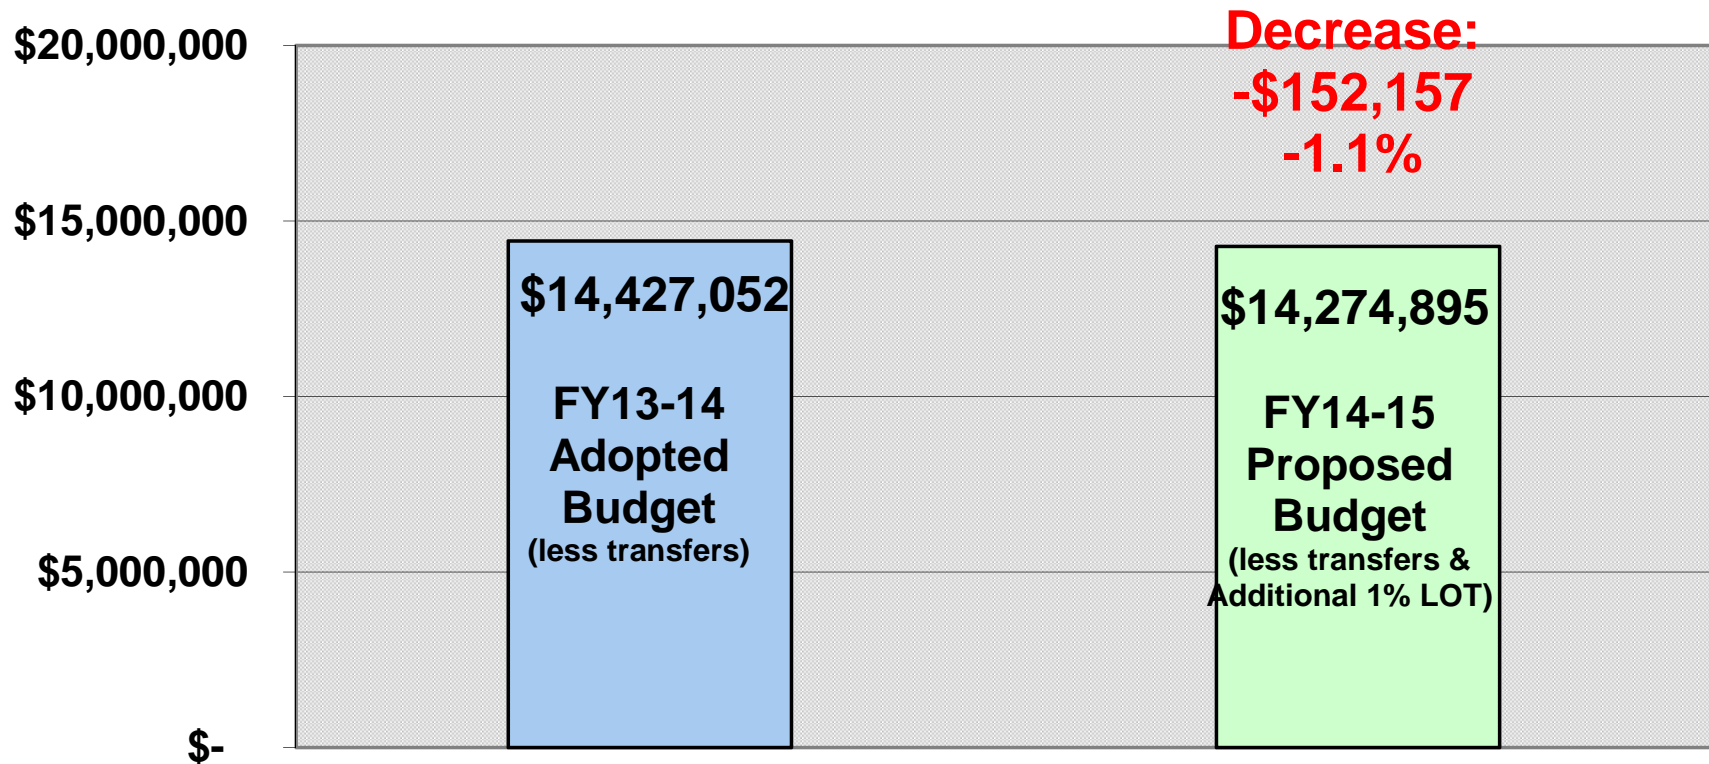 Decrease:
-$152,157
-1.1%
$20,000,000
$15,000,000
$10,000,000
$5,000,000
$-
$14,427,052
FY13-14
Adopted
Budget
(less transfers)
$14,274,895
FY14-15
Proposed
Budget
(less transfers &
Additional 1% LOT)